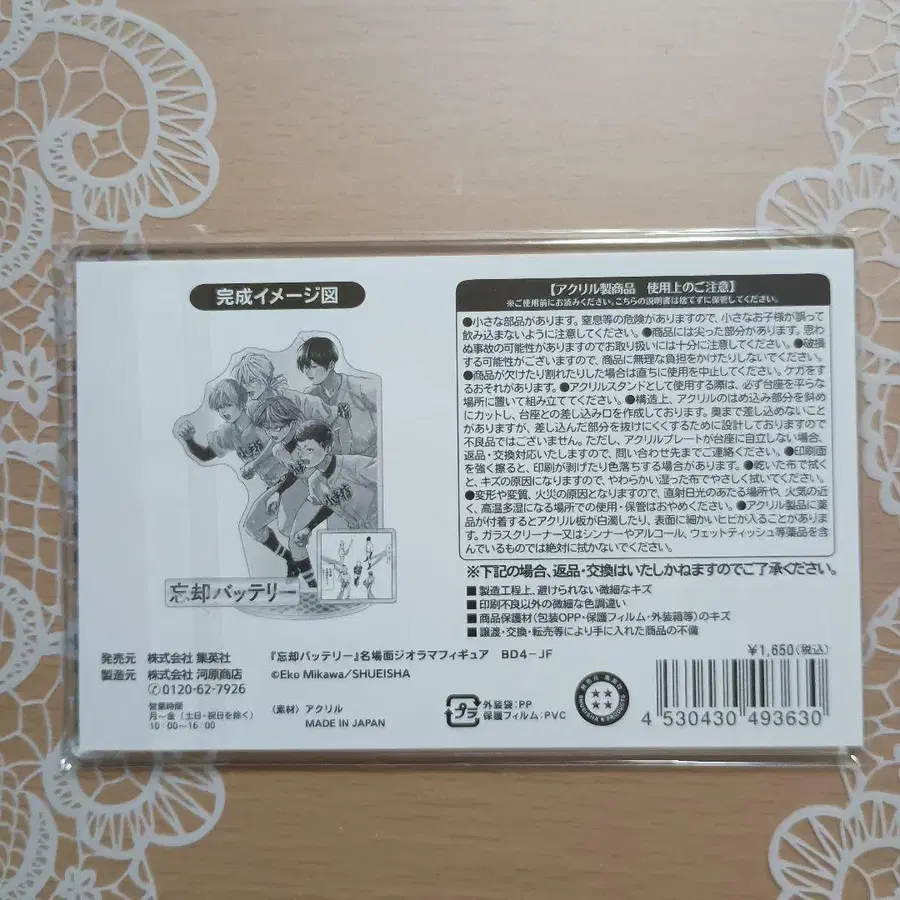 完成イメージ図
忘却バッテリー
【アクリル製商品 使用上のご注意】
※ご使用前にお読みください。こちらの説明書は捨てずに保管してください。
●小さな部品があります。窒息等の危険がありますので、小さなお子様が誤って
飲み込まないように注意してください。●商品には尖った部分があります。思わ
ぬ事故の可能性がありますのでお取り扱いには十分に注意してください。●破損
する可能性がございますので、商品に無理な負担をかけたりしないでください。
●商品が欠けたり割れたりした場合は直ちに使用を中止してください。ケガをす
るおそれがあります。●アクリルスタンドとして使用する際は、必ず台座を平らな
場所に置いて組み立ててください。●構造上、アクリルのはめ込み部分を斜め
にカットし、台座との差し込み口を作成しております。奥まで差し込めないこと
がありますが、差し込んだ部分を抜けにくくするために設計しておりますので
不良品ではございません。ただし、アクリルプレートが台座に自立しない場合、
返品・交換対応いたしますので、問い合わせ先までご連絡ください。●印刷面
を強く擦ると、印刷が剥げたり色落ちする場合があります。●乾いた布で拭く
と、キズの原因になりますので、やわらかい湿った布でやさしく拭いてください。
●変形や変質、火災の原因となりますので、直射日光のあたる場所や、火気の近
く、高温多湿になる場所での使用・保管はおやめください。●アクリル製品に薬
品が付着するとアクリル板が白濁したり、表面に細かいヒビが入ることがありま
す。ガラスクリーナー又はシンナーやアルコール、ウェットティッシュ等薬品を含
んでいるものでは絶対に拭かないでください。
※下記の場合、返品・交換はいたしかねますのでご了承ください。
■製造工程上、避けられない微細なキズ
■印刷不良以外の微細な色調違い
■商品保護材(包装OPP・保護フィルム・外装箱等)のキズ
■譲渡・交換・転売等により手に入れた商品の不備
発売元 株式会社 集英社
製造元 株式会社 河原商店
✆0120-62-7926
営業時間
月~金(土日・祝日を除く)
10:00~16:00
『忘却バッテリー』名場面ジオラマフィギュア BD4-JF
©Eko Mikawa/SHUEISHA
〈素材〉アクリル
MADE IN JAPAN
プラ
外装袋:PP
保護フィルム:PVC
¥1,650(税込)
4 530430 493630